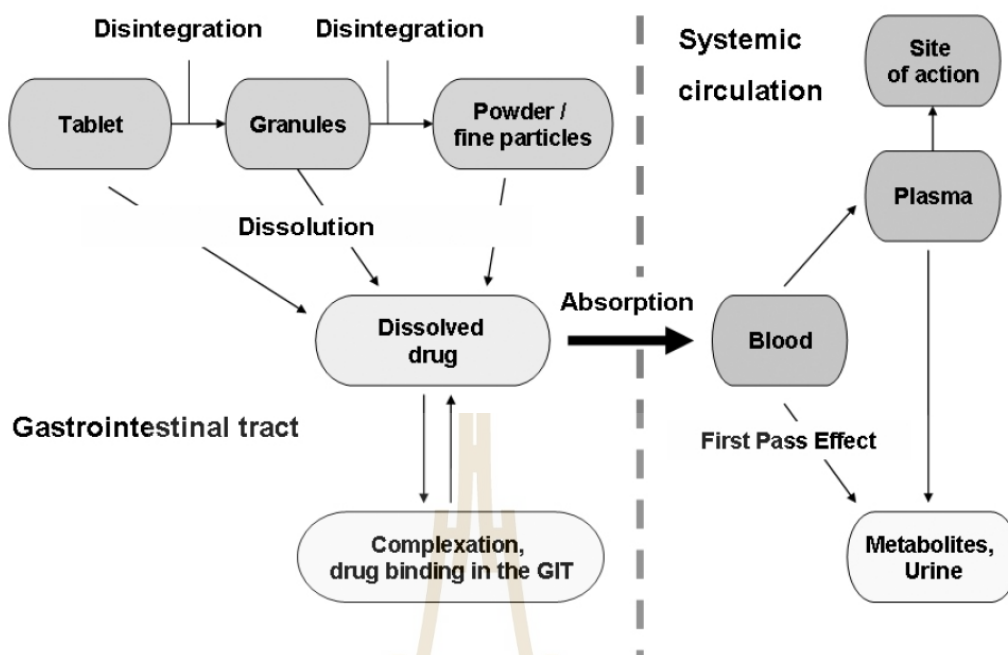 Disintegration
Disintegration
Systemic
circulation
Site
of action
Tablet
Granules
Powder /
fine particles
Plasma
Dissolution
Absorption
Dissolved
drug
Blood
Gastrointestinal tract
First Pass Effect
Complexation,
drug binding in the GIT
Metabolites,
Urine